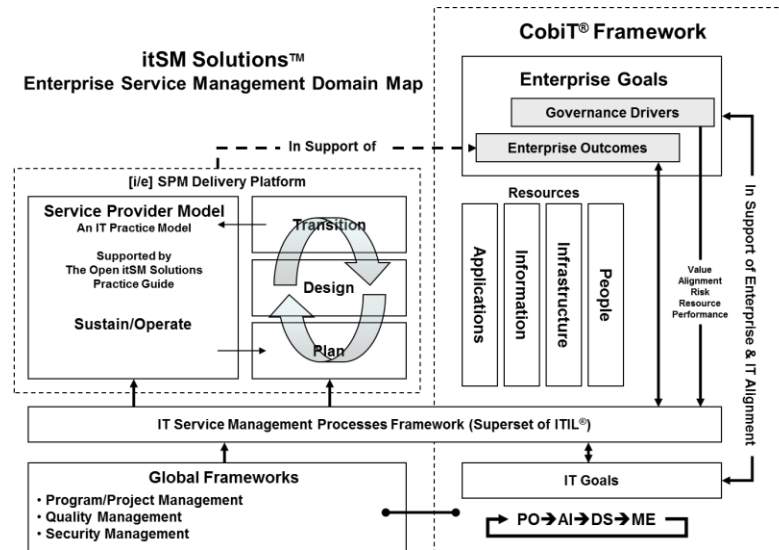 itSM Solutions™
Enterprise Service Management Domain Map
CobiT® Framework
Enterprise Goals
Governance Drivers
Enterprise Outcomes
In Support of
[i/e] SPM Delivery Platform
Service Provider Model
An IT Practice Model
Supported by
The Open itSM Solutions
Practice Guide
Sustain/Operate
Transition
Design
Plan
Resources
Applications
Information
Infrastructure
People
Value
Alignment
Risk
Resource
Performance
In Support of Enterprise & IT Alignment
IT Service Management Processes Framework (Superset of ITIL®)
Global Frameworks
• Program/Project Management
• Quality Management
• Security Management
IT Goals
PO➔AI➔DS➔ME